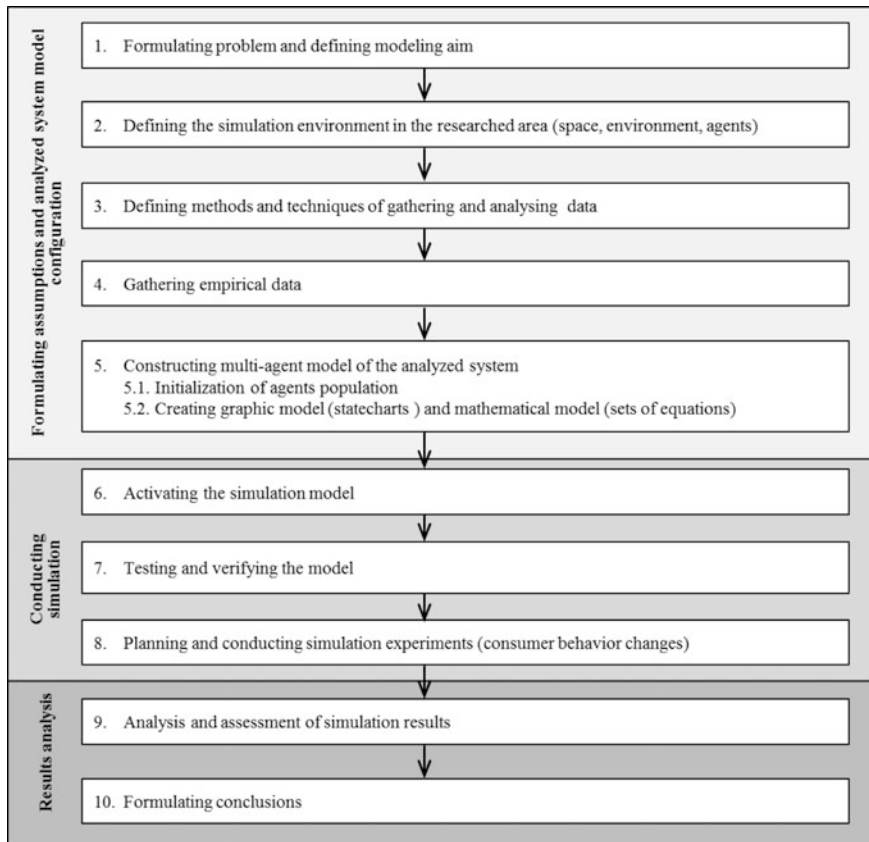 Formulating assumptions and analyzed system model
configuration
1. Formulating problem and defining modeling aim
2. Defining the simulation environment in the researched area (space, environment, agents)
3. Defining methods and techniques of gathering and analysing data
4. Gathering empirical data
5. Constructing multi-agent model of the analyzed system
5.1. Initialization of agents population
5.2. Creating graphic model (statecharts ) and mathematical model (sets of equations)
Conducting
simulation
6. Activating the simulation model
7. Testing and verifying the model
8. Planning and conducting simulation experiments (consumer behavior changes)
Results analysis
9. Analysis and assessment of simulation results
10. Formulating conclusions